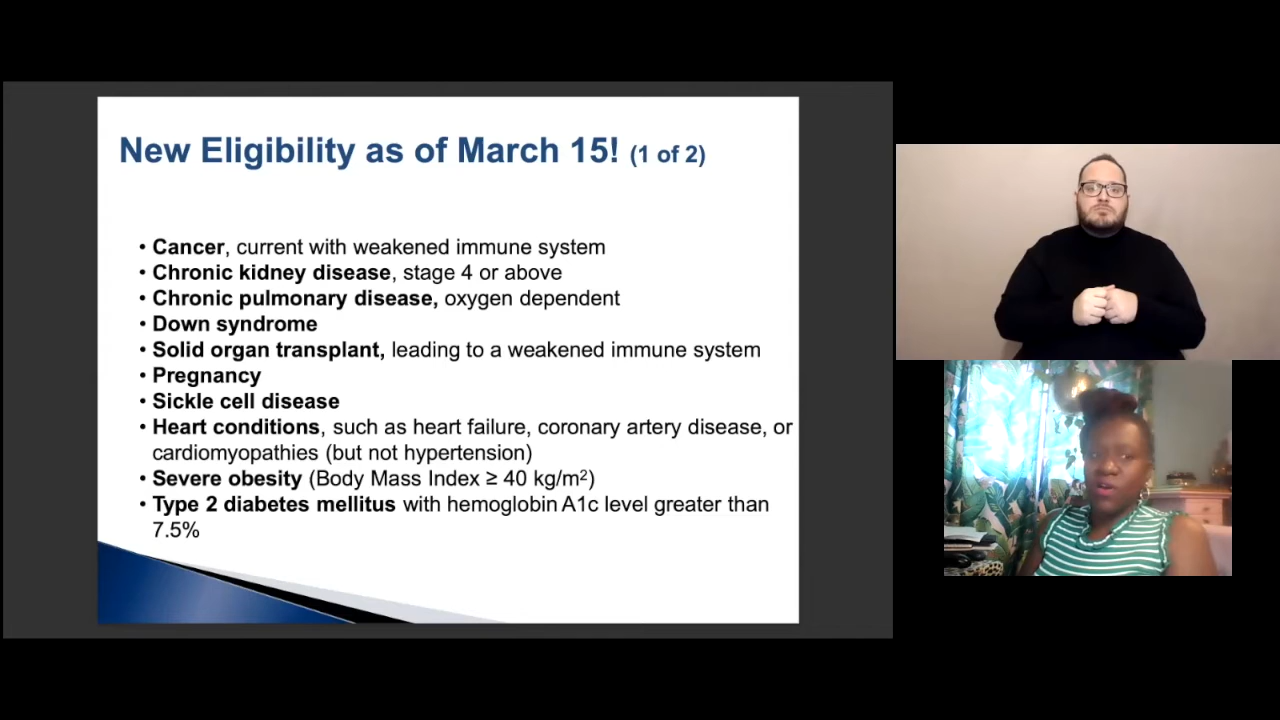 New Eligibility as of March 15! (1 of 2)
• Cancer, current with weakened immune system
• Chronic kidney disease, stage 4 or above
• Chronic pulmonary disease, oxygen dependent
• Down syndrome
• Solid organ transplant, leading to a weakened immune system
• Pregnancy
• Sickle cell disease
• Heart conditions, such as heart failure, coronary artery disease, or
cardiomyopathies (but not hypertension)
• Severe obesity (Body Mass Index ≥ 40 kg/m²)
• Type 2 diabetes mellitus with hemoglobin A1c level greater than
7.5%